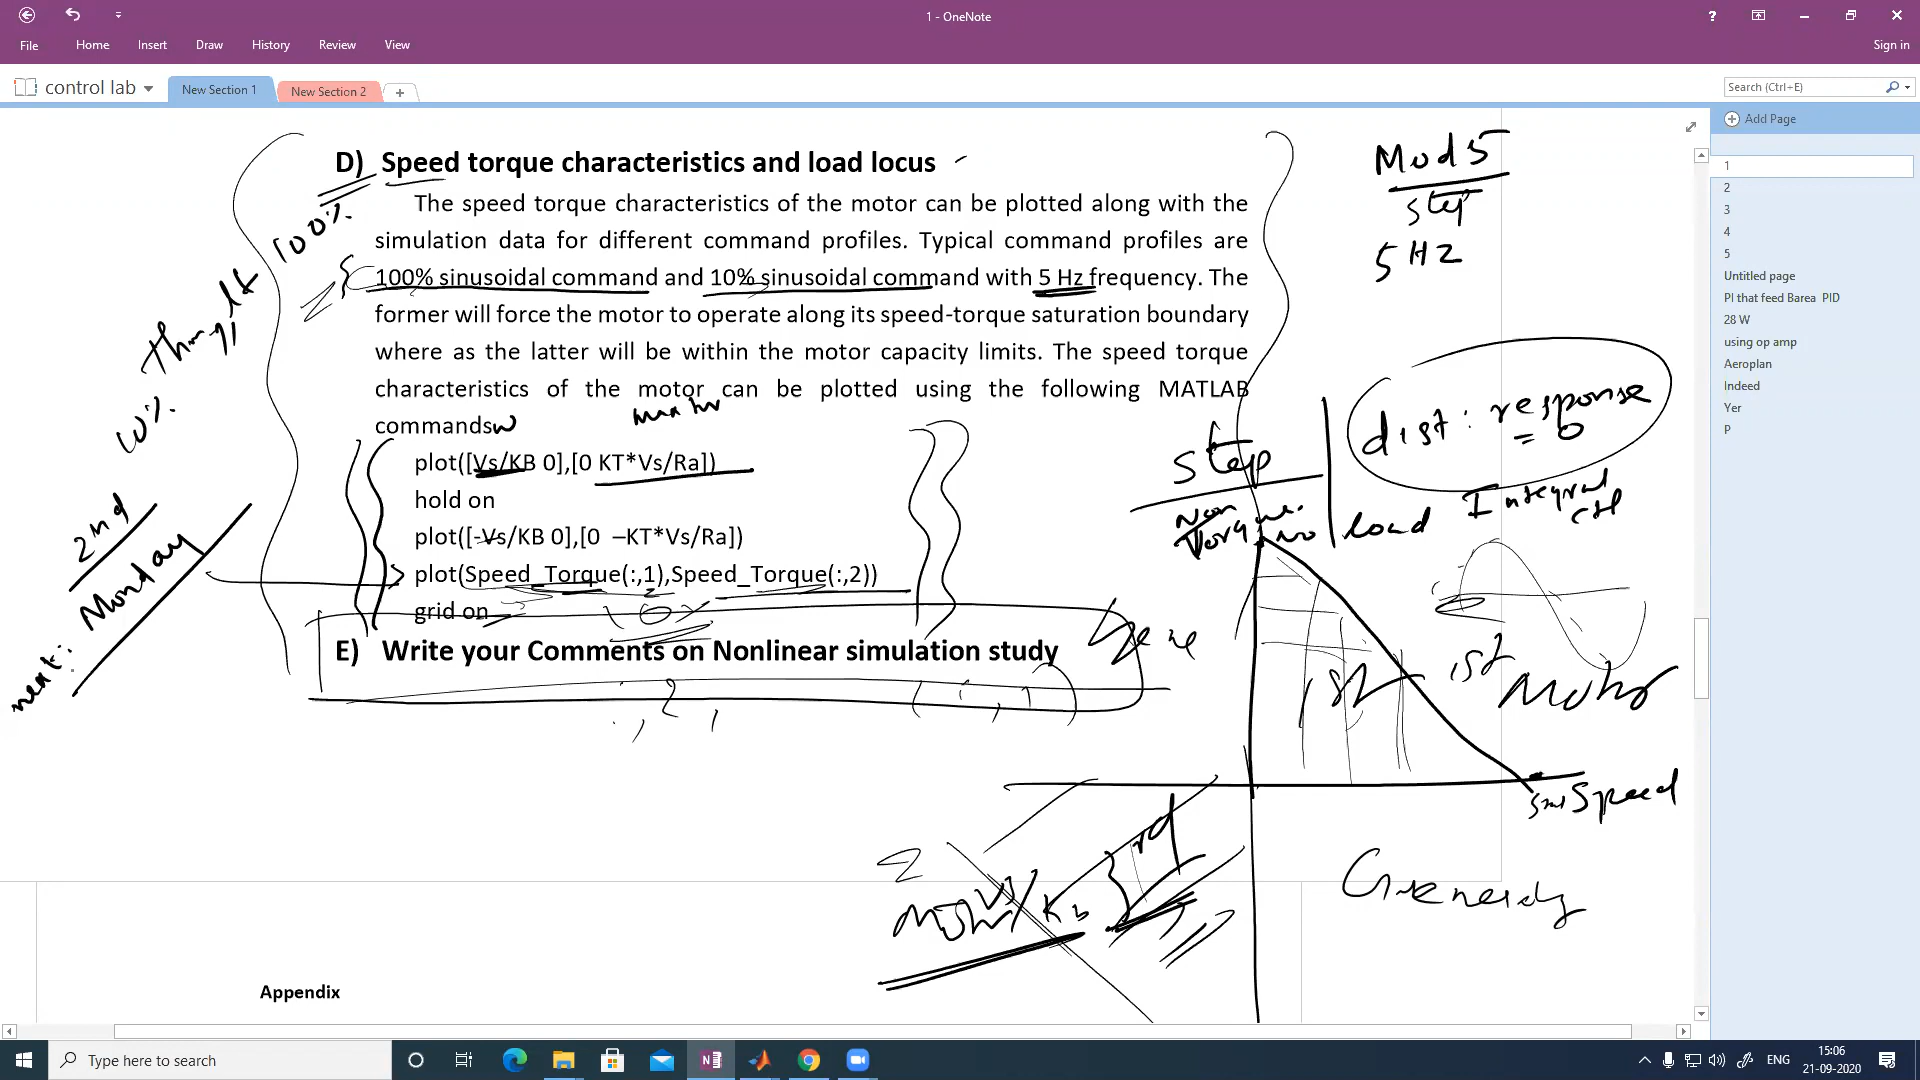 1 - OneNote
?
File Home Insert Draw History Review View
Sign in
control lab
New Section 1
New Section 2
+
Search (Ctrl+E)
Add Page
1
2
3
4
5
Untitled page
PI that feed Barea PID
28 W
using op amp
Aeroplan
Indeed
Yer
P
D) Speed torque characteristics and load locus
The speed torque characteristics of the motor can be plotted along with the
simulation data for different command profiles. Typical command profiles are
100% sinusoidal command and 10% sinusoidal command with 5 Hz frequency. The
former will force the motor to operate along its speed-torque saturation boundary
where as the latter will be within the motor capacity limits. The speed torque
characteristics of the motor can be plotted using the following MATLAB
commands
plot([Vs/KB 0],[0 KT*Vs/Ra])
hold on
plot([-Vs/KB 0],[0 –KT*Vs/Ra])
plot(Speed_Torque(:,1),Speed_Torque(:,2))
grid on
E) Write your Comments on Nonlinear simulation study
Appendix
Mod 5
step
5 Hz
dist: response
= 0
step
Integral
no load
1st
Motor
Speed
100%
10%
2nd
next: Monday
rd
2
Type here to search
ENG
15:06
21-09-2020